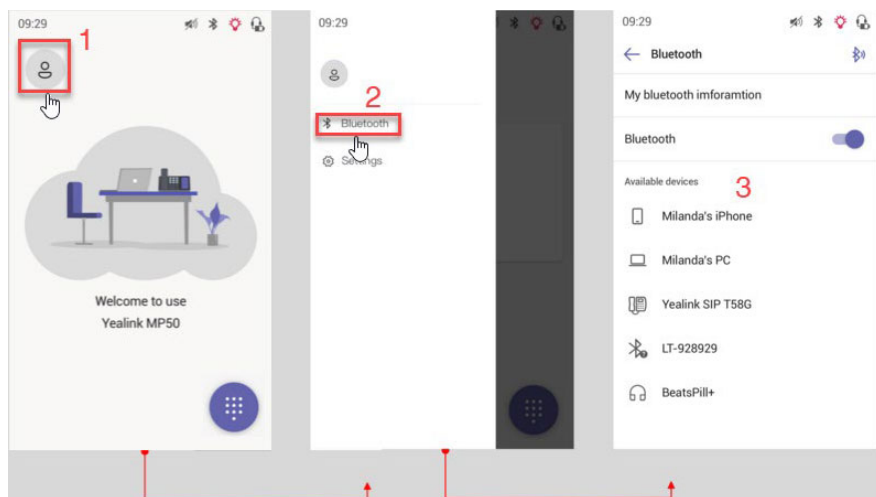 09:29
1
Welcome to use
Yealink MP50
09:29
2
Bluetooth
Settings
09:29
Bluetooth
My bluetooth imforamtion
Bluetooth
Available devices
3
Milanda's iPhone
Milanda's PC
Yealink SIP T58G
LT-928929
BeatsPill+